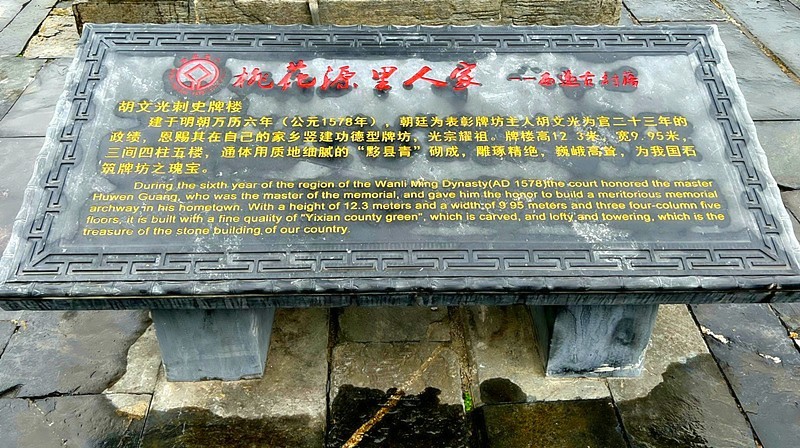 桃花源里人家 ——西递古村落
胡文光刺史牌楼
建于明朝万历六年（公元1578年），朝廷为表彰牌坊主人胡文光为官二十三年的
政绩，恩赐其在自己的家乡竖建功德型牌坊，光宗耀祖。牌楼高12.3米，宽9.95米，
三间四柱五楼，通体用质地细腻的“黟县青”砌成，雕琢精绝，巍峨高耸，为我国石
筑牌坊之瑰宝。
During the sixth year of the region of the Wanli Ming Dynasty(AD 1578)the court honored the master
Huwen Guang, who was the master of the memorial, and gave him the honor to build a meritorious memorial
archway in his hometown. With a height of 12.3 meters and a width of 9.95 meters and three four-column five
floors, it is built with a fine quality of "Yixian county green", which is carved, and lofty and towering, which is the
treasure of the stone building of our country.